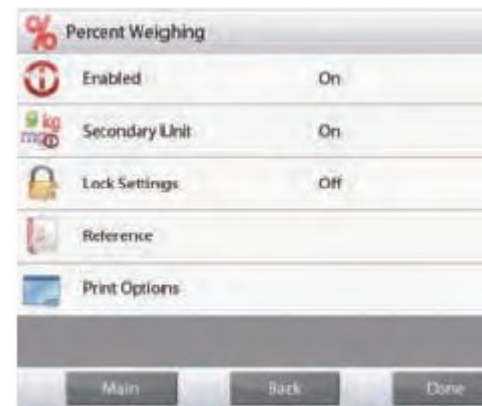 Percent Weighing
Enabled On
Secondary Unit On
Lock Settings Off
Reference
Print Options
Main Back Done